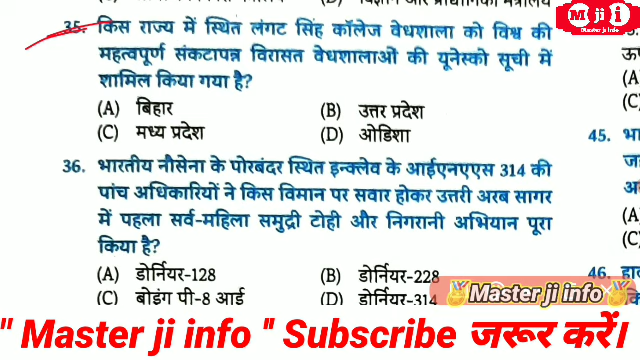 35. किस राज्य में स्थित लंगट सिंह कॉलेज वेधशाला को विश्व की
महत्वपूर्ण संकटापन्न विरासत वेधशालाओं की यूनेस्को सूची में
शामिल किया गया है?
(A) बिहार (B) उत्तर प्रदेश
(C) मध्य प्रदेश (D) ओडिशा
36. भारतीय नौसेना के पोरबंदर स्थित इन्क्लेव के आईएनएएस 314 की
पांच अधिकारियों ने किस विमान पर सवार होकर उत्तरी अरब सागर
में पहला सर्व-महिला समुद्री टोही और निगरानी अभियान पूरा
किया है?
(A) डोर्नियर-128 (B) डोर्नियर-228
(C) बोइंग पी-8 आई (D) डोर्नियर-314
(A
(C
45.
(A
(C
46.
M ji
Master ji info
Master ji info
" Master ji info " Subscribe जरूर करें।